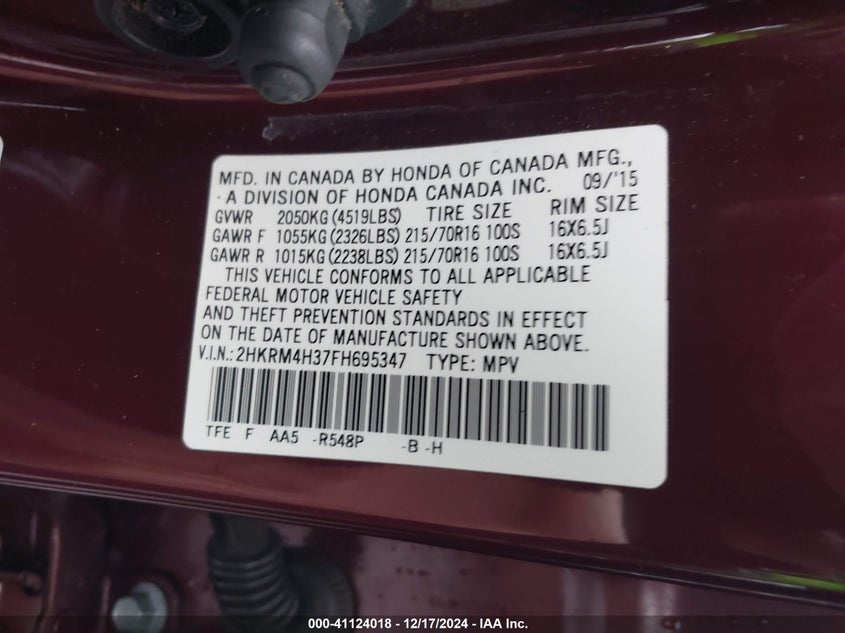 MFD. IN CANADA BY HONDA OF CANADA MFG.,
A DIVISION OF HONDA CANADA INC. 09/'15
GVWR 2050KG (4519LBS) TIRE SIZE RIM SIZE
GAWR F 1055KG (2326LBS) 215/70R16 100S 16X6.5J
GAWR R 1015KG (2238LBS) 215/70R16 100S 16X6.5J
THIS VEHICLE CONFORMS TO ALL APPLICABLE
FEDERAL MOTOR VEHICLE SAFETY
AND THEFT PREVENTION STANDARDS IN EFFECT
ON THE DATE OF MANUFACTURE SHOWN ABOVE.
V.I.N.: 2HKRM4H37FH695347 TYPE: MPV
TFE F AA5 -R548P -B -H
000-41124018 - 12/17/2024 - IAA Inc.